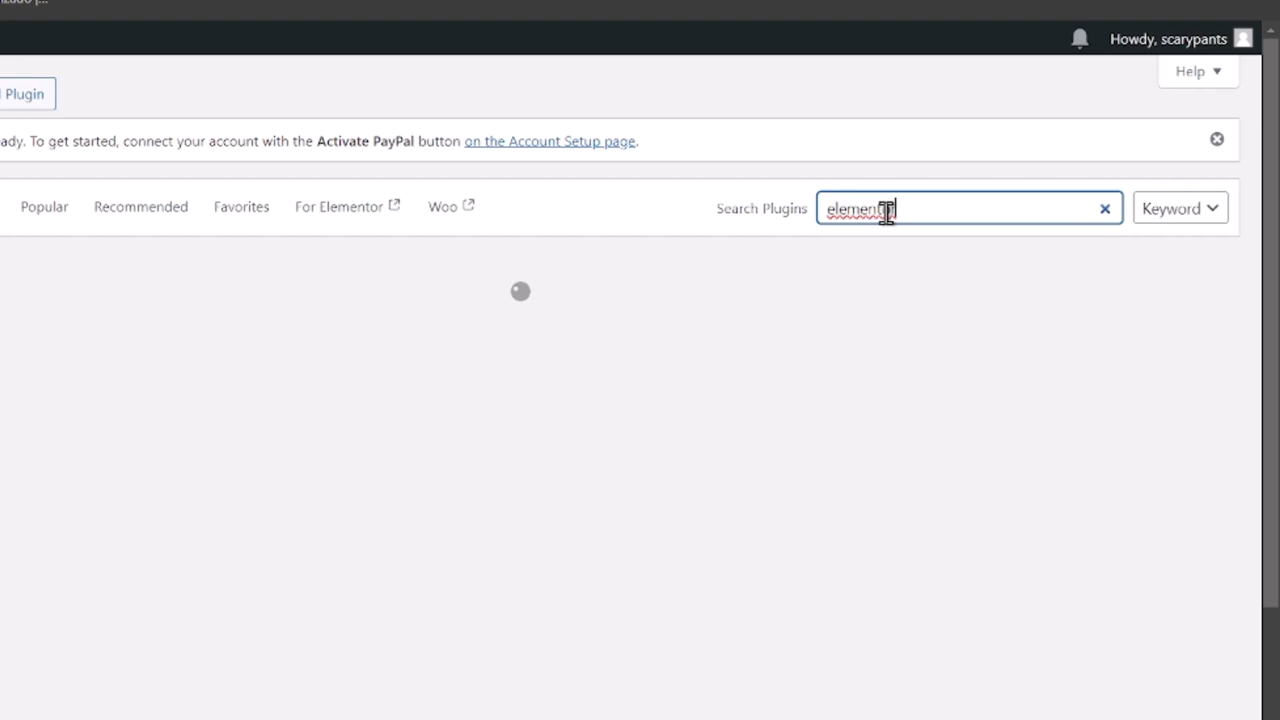 Howdy, scarypants
Help
Plugin
ady. To get started, connect your account with the Activate PayPal button on the Account Setup page.
Popular Recommended Favorites For Elementor Woo Search Plugins elementor Keyword